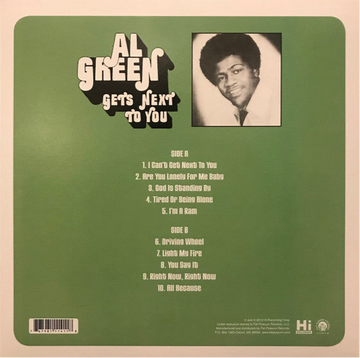 AL
GREEN
GETS NEXT
TO YOU
SIDE A
1. I Can't Get Next To You
2. Are You Lonely For Me Baby
3. God Is Standing By
4. Tired Of Being Alone
5. I'm A Ram
SIDE B
6. Driving Wheel
7. Light My Fire
8. You Say It
9. Right Now, Right Now
10. All Because
Hi